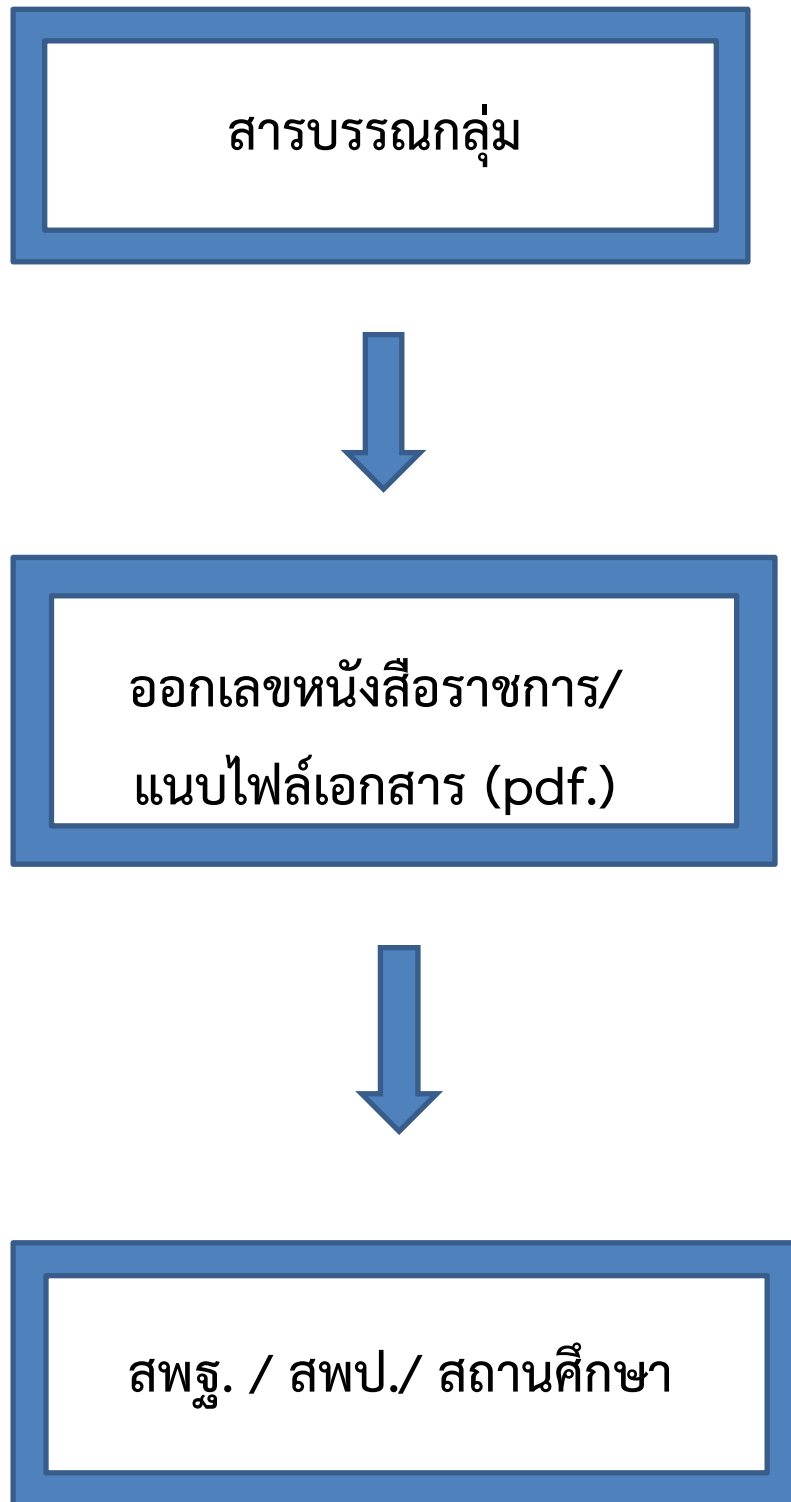 สารบรรณกลุ่ม
ออกเลขหนังสือราชการ/
แนบไฟล์เอกสาร (pdf.)
สพฐ. / สพป./ สถานศึกษา